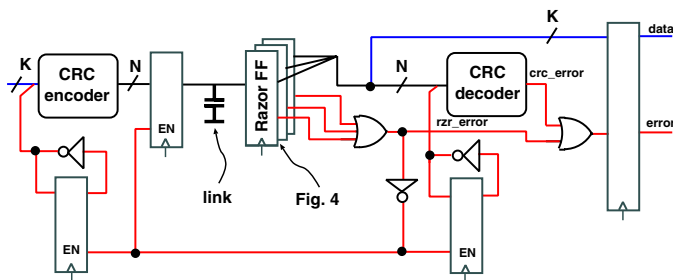 K
CRC
encoder
N
EN
link
Razor FF
Fig. 4
rzr_error
N
CRC
decoder
crc_error
K
data
error
EN
EN